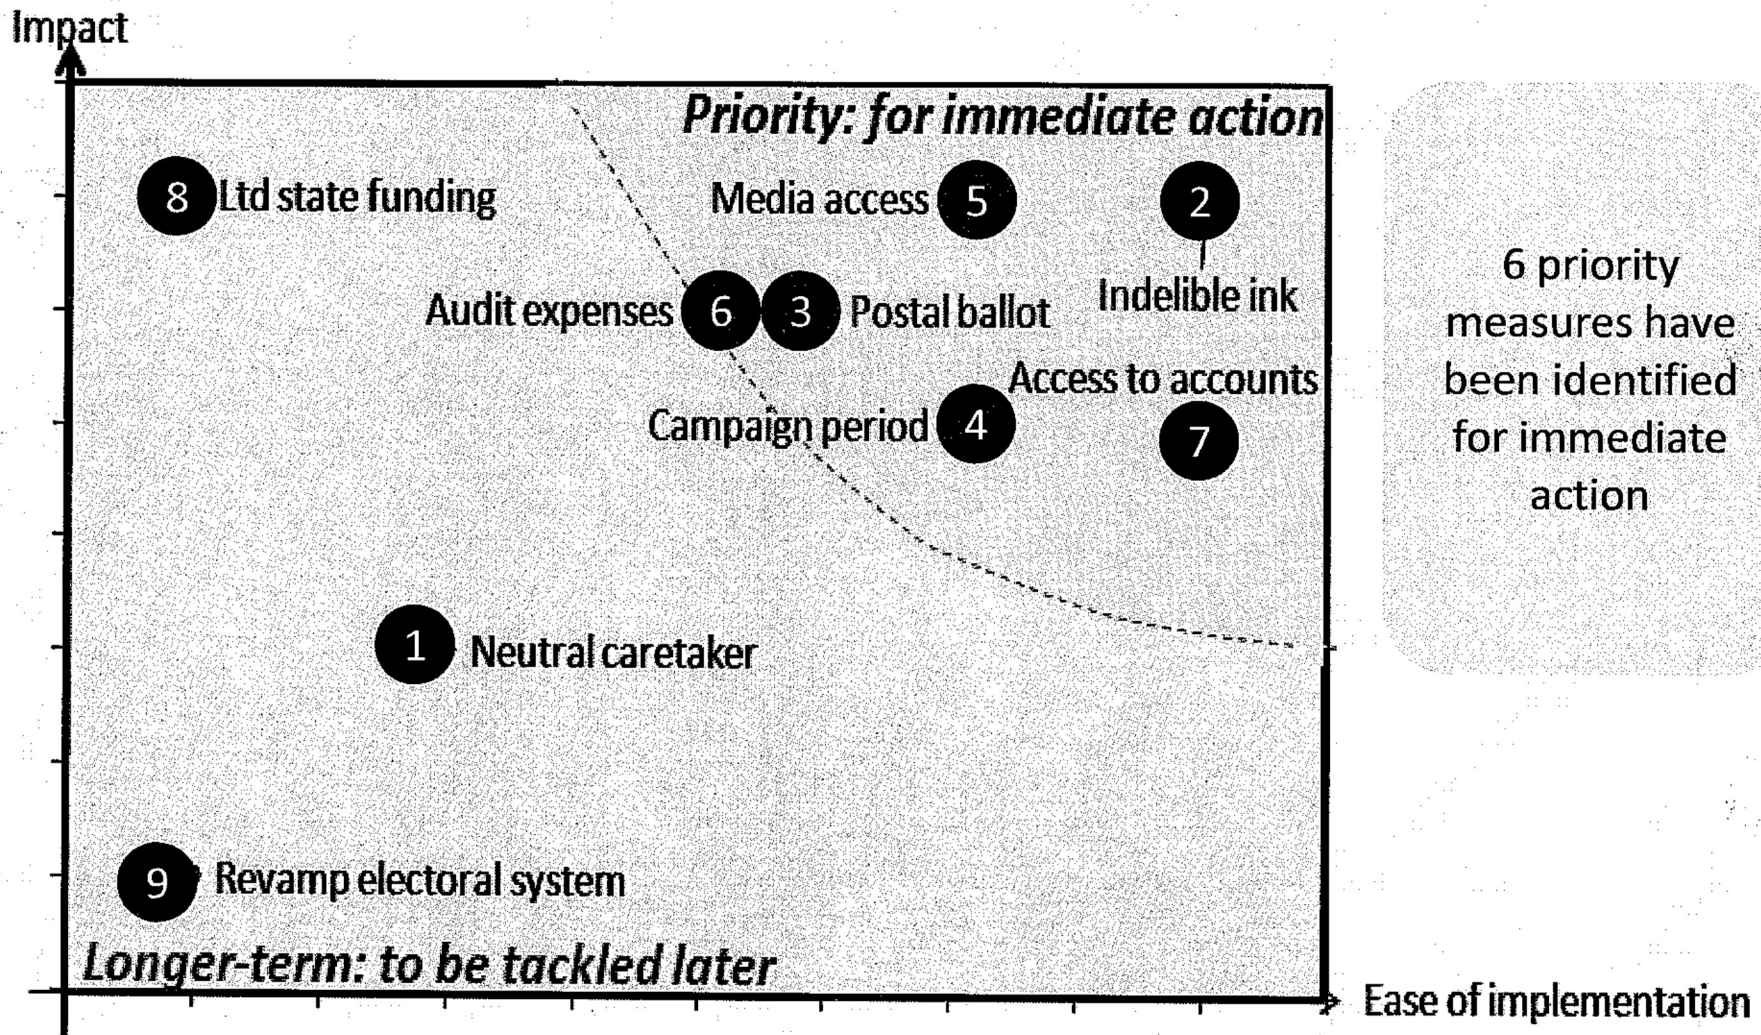 Impact
Priority: for immediate action
8 Ltd state funding
Media access 5
2
Indelible ink
Audit expenses 6
3 Postal ballot
Access to accounts
Campaign period 4
7
1 Neutral caretaker
9 Revamp electoral system
Longer-term: to be tackled later
Ease of implementation
6 priority
measures have
been identified
for immediate
action